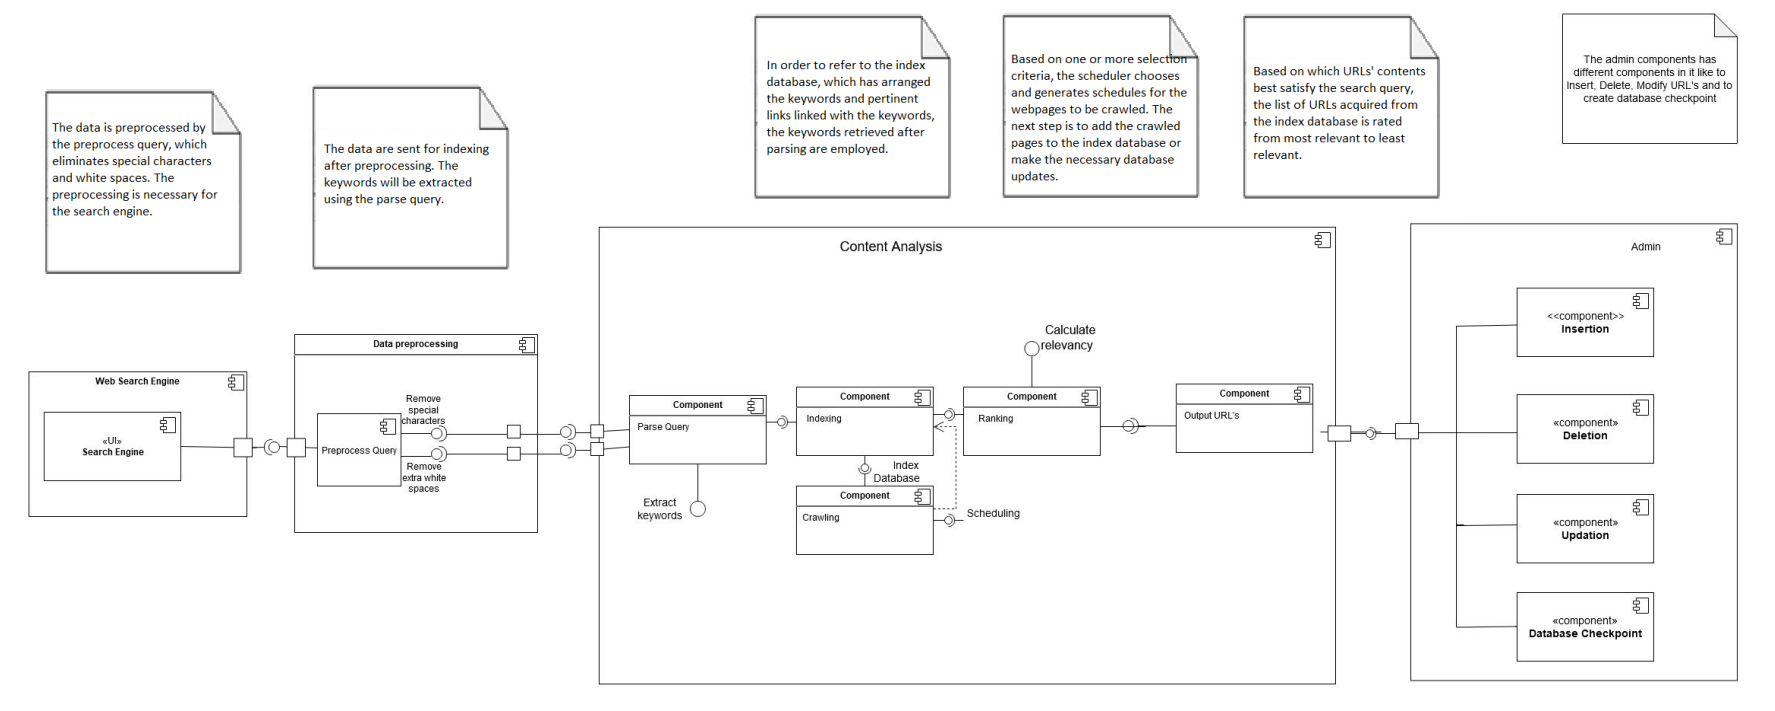 The data is preprocessed by
the preprocess query, which
eliminates special characters
and white spaces. The
preprocessing is necessary for
the search engine.
The data are sent for indexing
after preprocessing. The
keywords will be extracted
using the parse query.
In order to refer to the index
database, which has arranged
the keywords and pertinent
links linked with the keywords,
the keywords retrieved after
parsing are employed.
Based on one or more selection
criteria, the scheduler chooses
and generates schedules for the
webpages to be crawled. The
next step is to add the crawled
pages to the index database or
make the necessary database
updates.
Based on which URLs' contents
best satisfy the search query,
the list of URLs acquired from
the index database is rated
from most relevant to least
relevant.
The admin components has
different components in it like to
Insert, Delete, Modify URL's and to
create database checkpoint
Web Search Engine
«UI»
Search Engine
Data preprocessing
Preprocess Query
Remove
special
characters
Remove
extra white
spaces
Content Analysis
Component
Parse Query
Extract
keywords
Component
Indexing
Index
Database
Component
Crawling
Scheduling
Calculate
relevancy
Component
Ranking
Component
Output URL's
Admin
<<component>>
Insertion
«component»
Deletion
«component»
Updation
«component»
Database Checkpoint